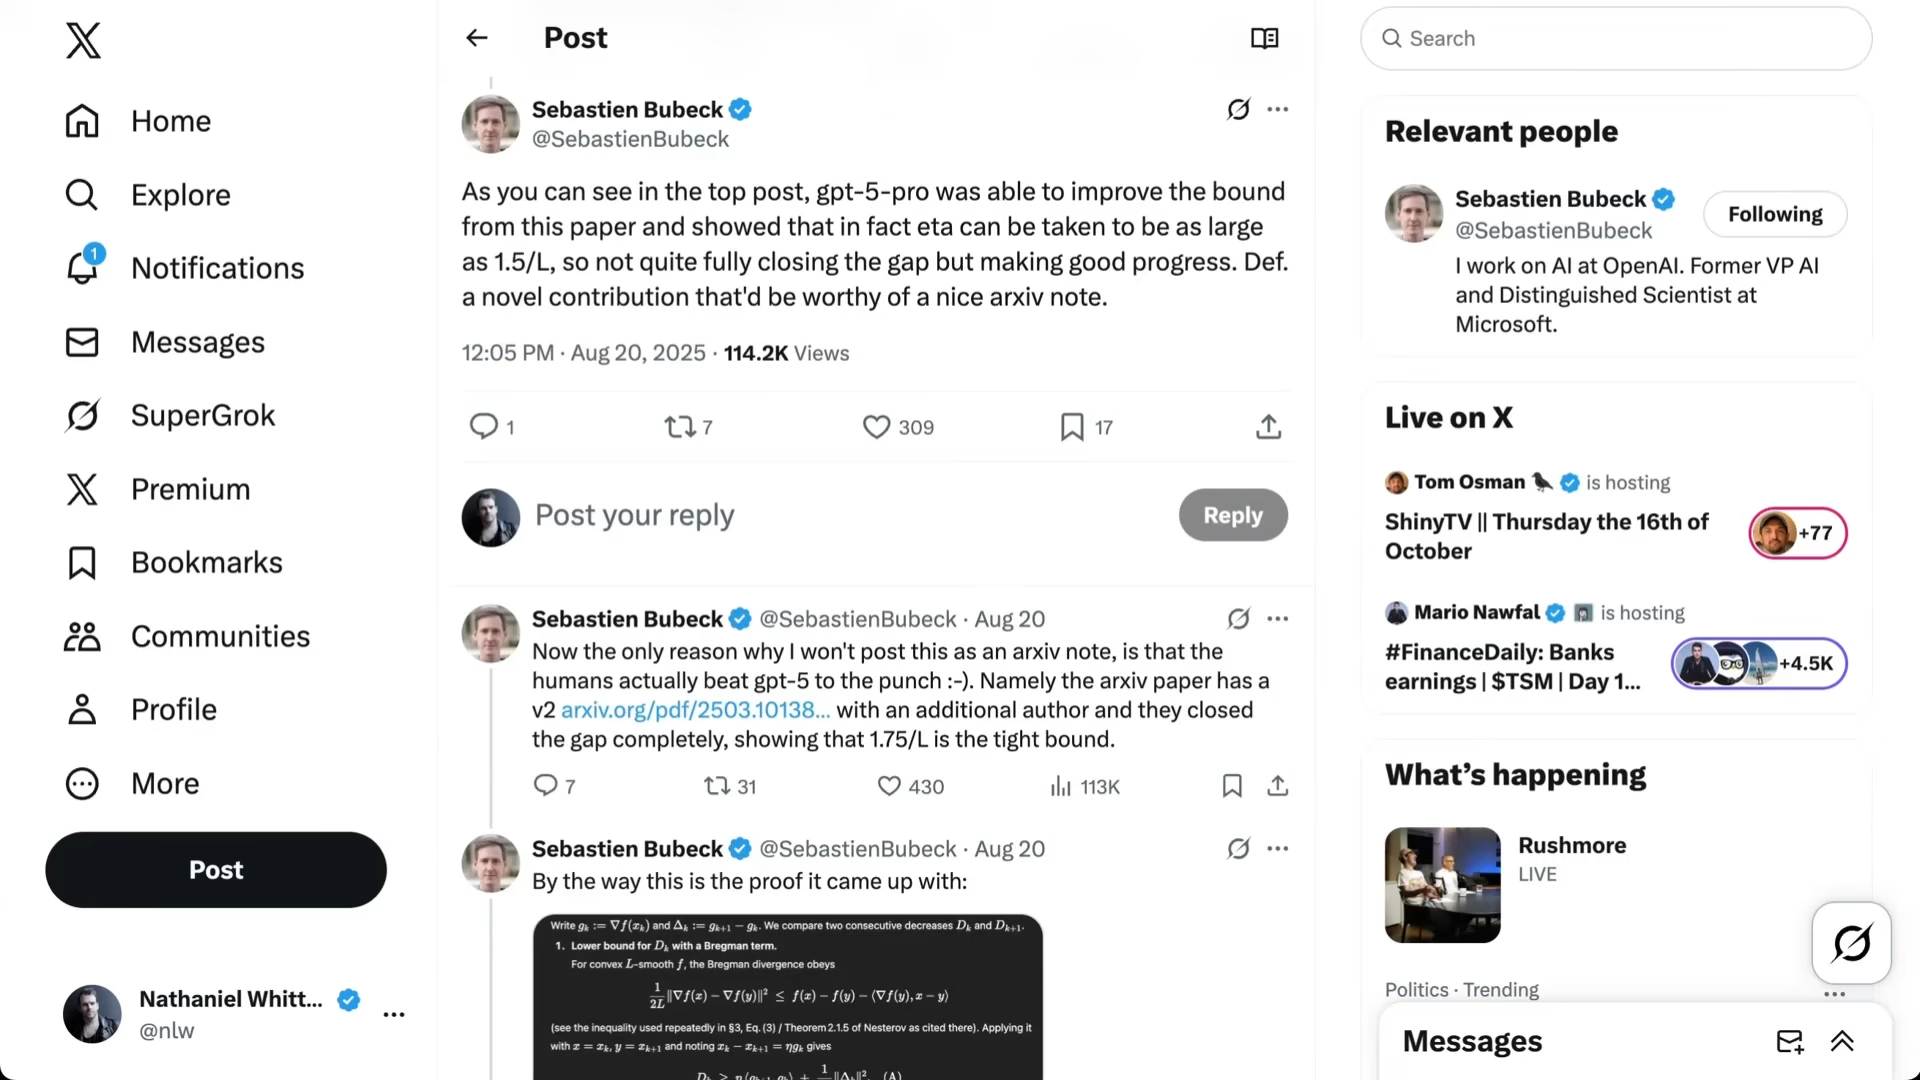 Home
Explore
1
Notifications
Messages
SuperGrok
Premium
Bookmarks
Communities
Profile
More
Post
Nathaniel Whitt...
@nlw
Post
Sebastien Bubeck
@SebastienBubeck
As you can see in the top post, gpt-5-pro was able to improve the bound
from this paper and showed that in fact eta can be taken to be as large
as 1.5/L, so not quite fully closing the gap but making good progress. Def.
a novel contribution that'd be worthy of a nice arxiv note.
12:05 PM · Aug 20, 2025 · 114.2K Views
1 7 309 17
Post your reply
Reply
Sebastien Bubeck @SebastienBubeck · Aug 20
Now the only reason why I won't post this as an arxiv note, is that the
humans actually beat gpt-5 to the punch :-). Namely the arxiv paper has a
v2 arxiv.org/pdf/2503.10138... with an additional author and they closed
the gap completely, showing that 1.75/L is the tight bound.
7 31 430 113K
Sebastien Bubeck @SebastienBubeck · Aug 20
By the way this is the proof it came up with:
Write gₖ := ∇f(xₖ) and Δₖ := gₖ₊₁ − gₖ. We compare two consecutive decreases Dₖ and Dₖ₊₁.
1. Lower bound for Dₖ with a Bregman term.
For convex L-smooth f, the Bregman divergence obeys
1/2L ‖∇f(x) − ∇f(y)‖² ≤ f(x) − f(y) − ⟨∇f(y), x − y⟩
(see the inequality used repeatedly in §3, Eq. (3) / Theorem 2.1.5 of Nesterov as cited there). Applying it
with x = xₖ, y = xₖ₊₁ and noting xₖ − xₖ₊₁ = ηgₖ gives
Search
Relevant people
Sebastien Bubeck
@SebastienBubeck
Following
I work on AI at OpenAI. Former VP AI
and Distinguished Scientist at
Microsoft.
Live on X
Tom Osman is hosting
ShinyTV || Thursday the 16th of
October
+77
Mario Nawfal is hosting
#FinanceDaily: Banks
earnings | $TSM | Day 1...
+4.5K
What's happening
Rushmore
LIVE
Politics · Trending
Messages